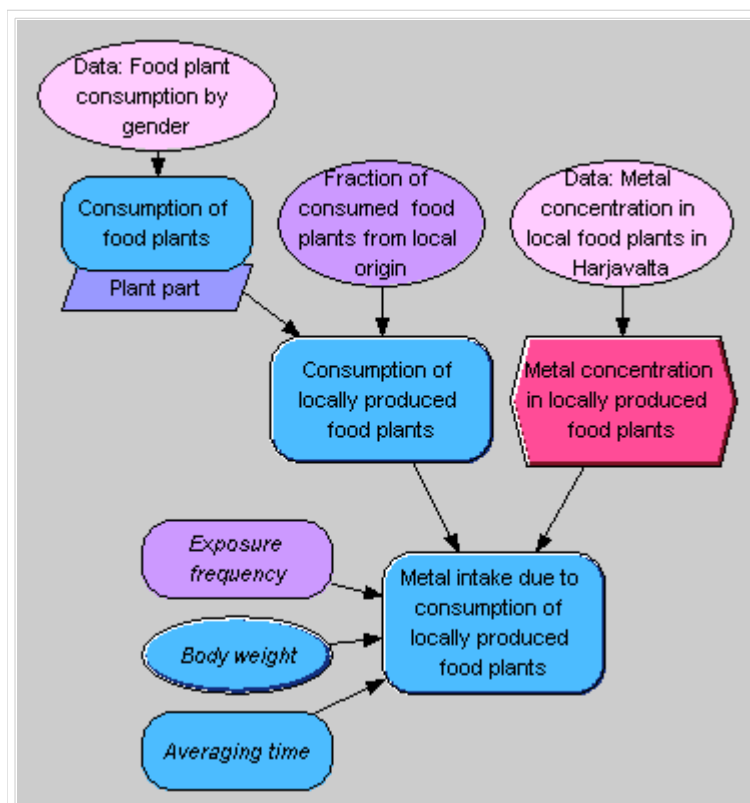 Data: Food plant
consumption by
gender
Consumption of
food plants
Plant part
Fraction of
consumed food
plants from local
origin
Data: Metal
concentration in
local food plants in
Harjavalta
Consumption of
locally produced
food plants
Metal concentration
in locally produced
food plants
Exposure
frequency
Body weight
Averaging time
Metal intake due to
consumption of
locally produced
food plants